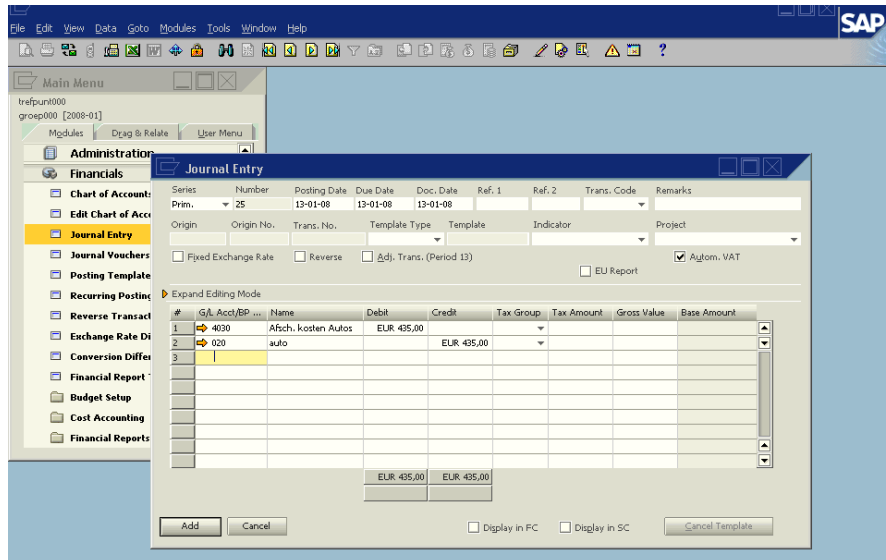 File Edit View Data Goto Modules Tools Window Help
SAP
Main Menu
trefpunt000
groep000 [2008-01]
Modules Drag & Relate User Menu
Administration
Financials
Chart of Accounts
Edit Chart of Acco
Journal Entry
Journal Vouchers
Posting Template
Recurring Posting
Reverse Transact
Exchange Rate Di
Conversion Differ
Financial Report T
Budget Setup
Cost Accounting
Financial Reports
Journal Entry
Series Number Posting Date Due Date Doc. Date Ref. 1 Ref. 2 Trans. Code Remarks
Prim. 25 13-01-08 13-01-08 13-01-08
Origin Origin No. Trans. No. Template Type Template Indicator Project
Fixed Exchange Rate Reverse Adj. Trans. (Period 13) Autom. VAT
EU Report
Expand Editing Mode
# G/L Acct/BP ... Name Debit Credit Tax Group Tax Amount Gross Value Base Amount
1 4030 Afsch. kosten Autos EUR 435,00
2 020 auto EUR 435,00
3
EUR 435,00 EUR 435,00
Add Cancel Display in FC Display in SC Cancel Template